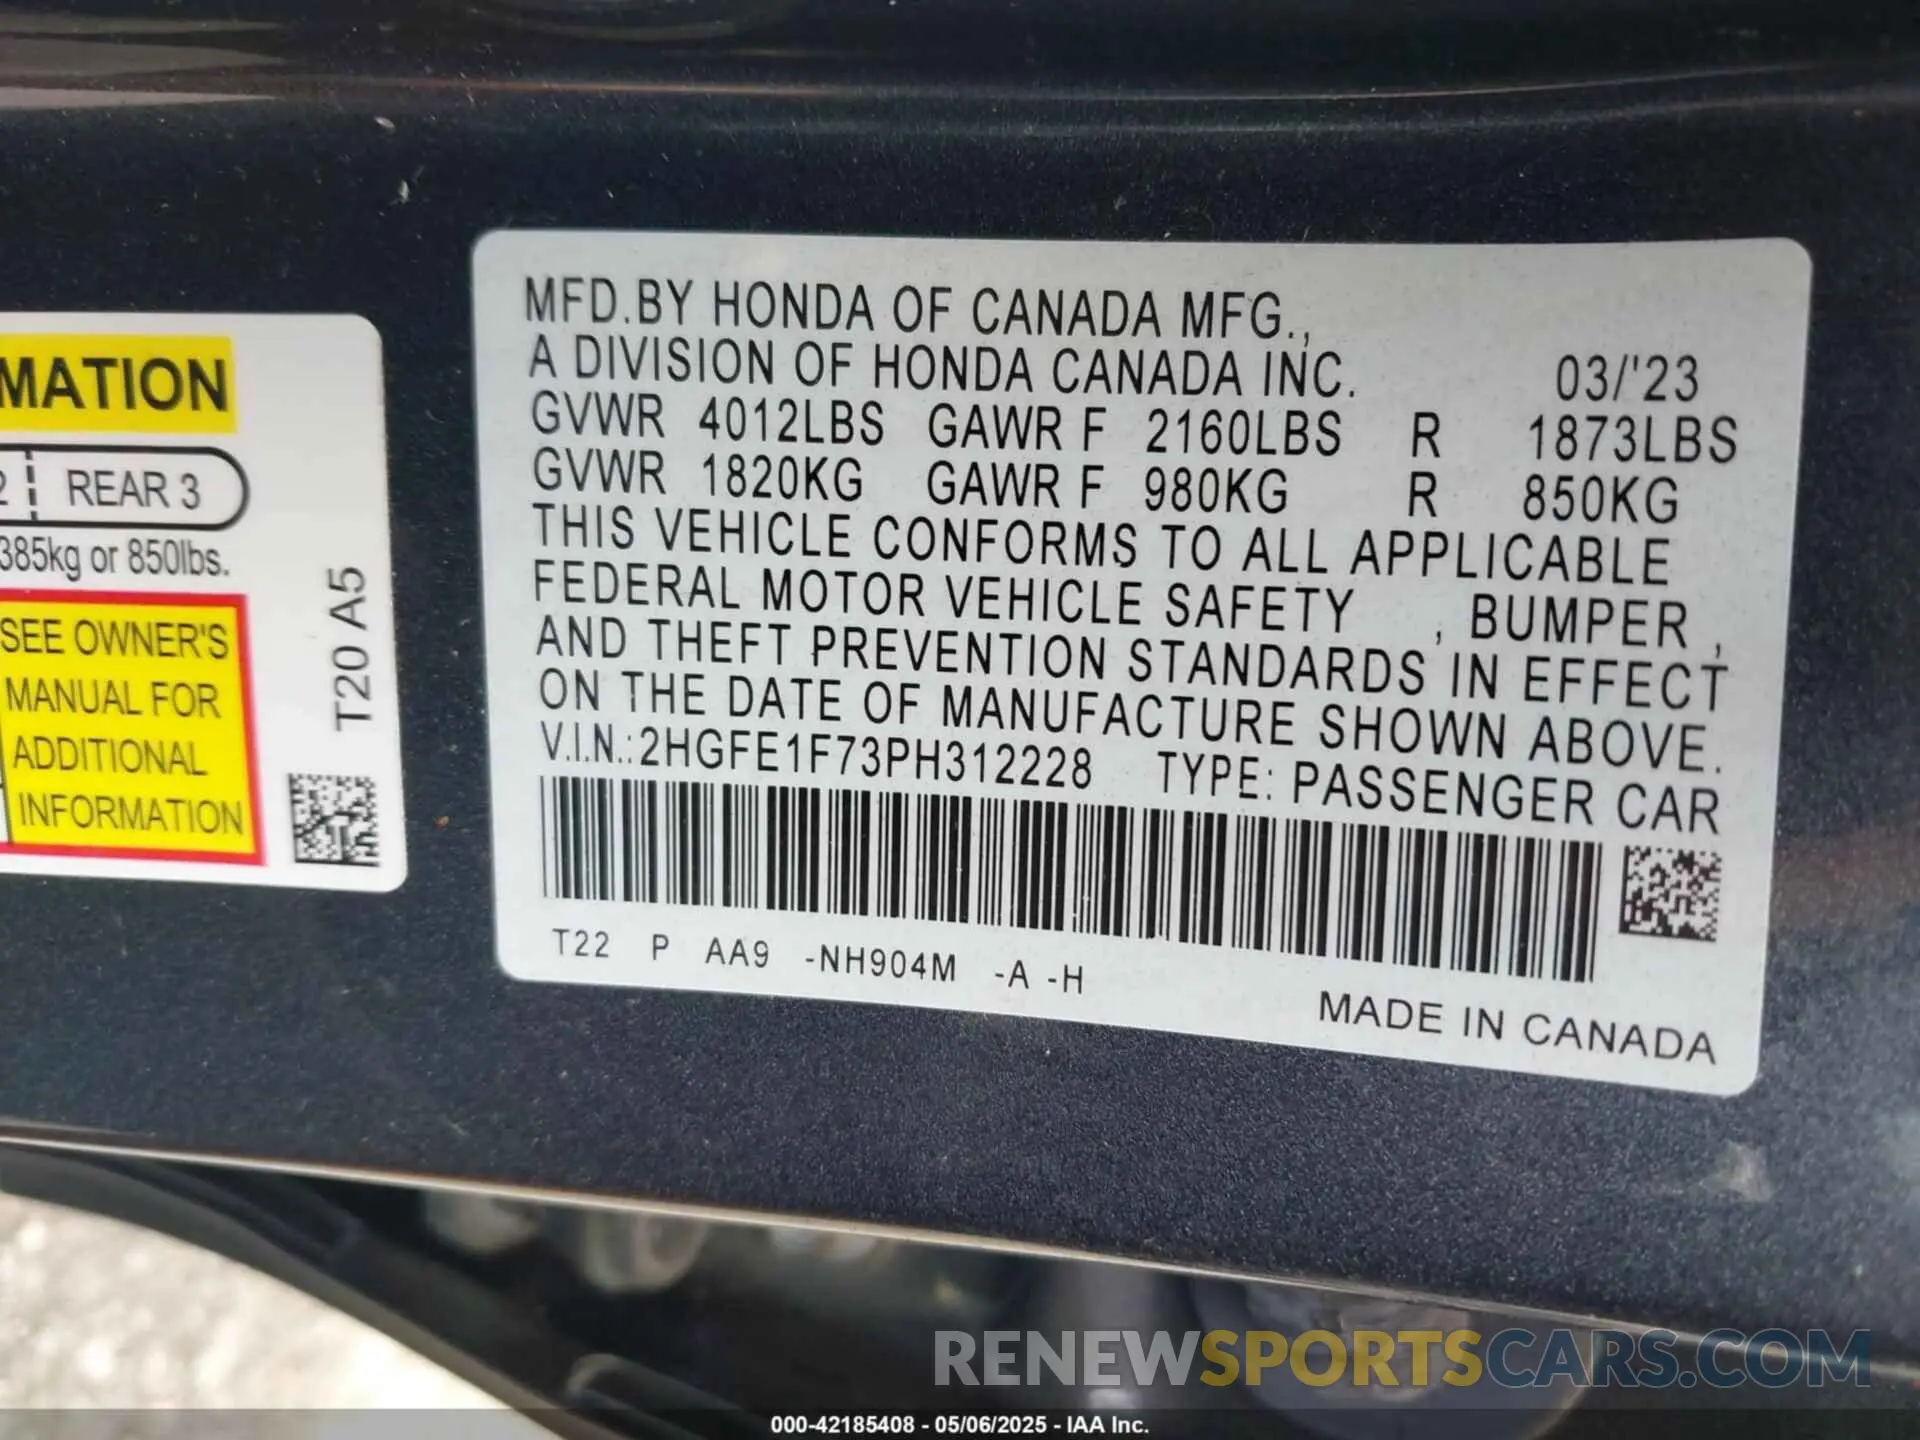 MATION
2 REAR 3
385kg or 850lbs.
SEE OWNER'S
MANUAL FOR
ADDITIONAL
INFORMATION
T20 A5
MFD.BY HONDA OF CANADA MFG.,
A DIVISION OF HONDA CANADA INC. 03/'23
GVWR 4012LBS GAWR F 2160LBS R 1873LBS
GVWR 1820KG GAWR F 980KG R 850KG
THIS VEHICLE CONFORMS TO ALL APPLICABLE
FEDERAL MOTOR VEHICLE SAFETY , BUMPER ,
AND THEFT PREVENTION STANDARDS IN EFFECT
ON THE DATE OF MANUFACTURE SHOWN ABOVE.
V.I.N.:2HGFE1F73PH312228 TYPE: PASSENGER CAR
T22 P AA9 -NH904M -A -H
MADE IN CANADA
RENEWSPORTSCARS.COM
000-42185408 - 05/06/2025 - IAA Inc.